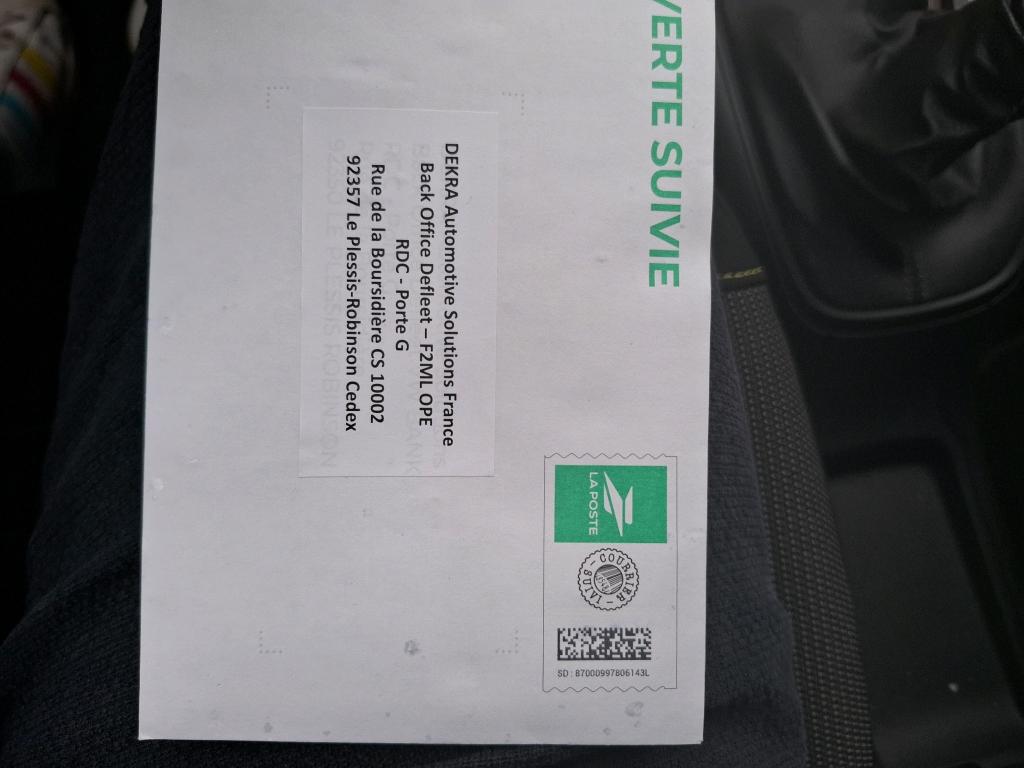 VERTE SUIVIE
LA POSTE
COURRIER
SUIVI
SD : 87000997806143L
DEKRA Automotive Solutions France
Back Office Defleet – F2ML OPE
RDC - Porte G
Rue de la Boursidière CS 10002
92357 Le Plessis-Robinson Cedex